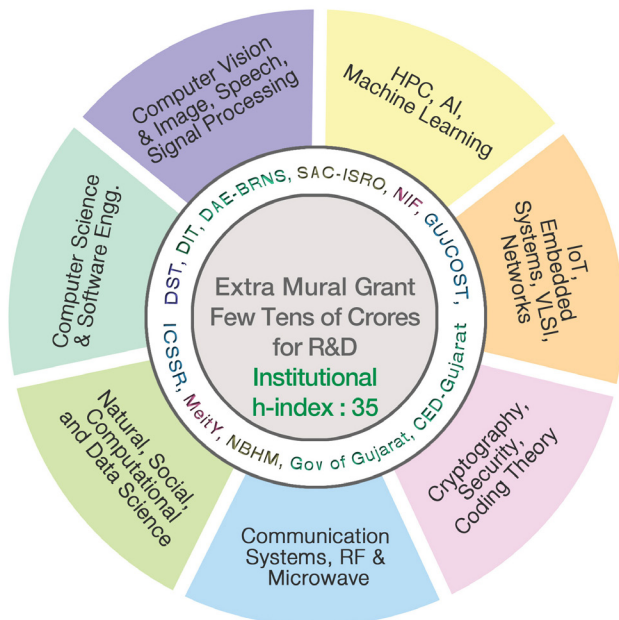 Computer Vision
& Image, Speech,
Signal Processing
HPC, AI,
Machine Learning
IoT,
Embedded
Systems, VLSI,
Networks
Cryptography,
Security,
Coding Theory
Communication
Systems, RF &
Microwave
Natural, Social,
Computational
and Data Science
Computer Science
& Software Engg.
ICSSR, DST, DIT, DAE-BRNS, SAC-ISRO, NIF, GUJCOST,
MeitY, NBHM, Gov of Gujarat, CED-Gujarat
Extra Mural Grant
Few Tens of Crores
for R&D
Institutional
h-index : 35